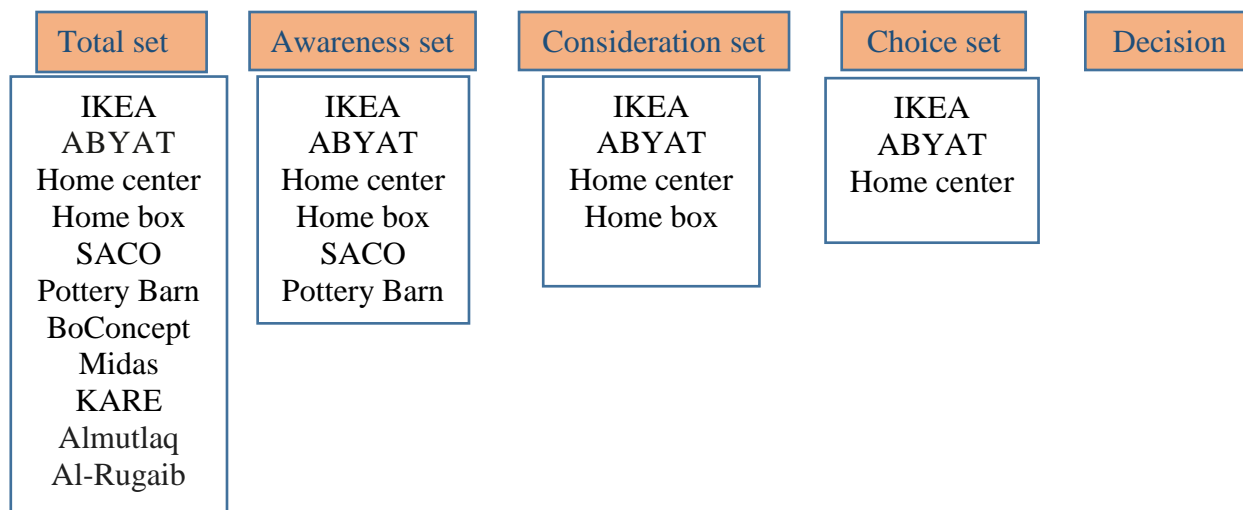 Total set
IKEA
ABYAT
Home center
Home box
SACO
Pottery Barn
BoConcept
Midas
KARE
Almutlaq
Al-Rugaib
Awareness set
IKEA
ABYAT
Home center
Home box
SACO
Pottery Barn
Consideration set
IKEA
ABYAT
Home center
Home box
Choice set
IKEA
ABYAT
Home center
Decision